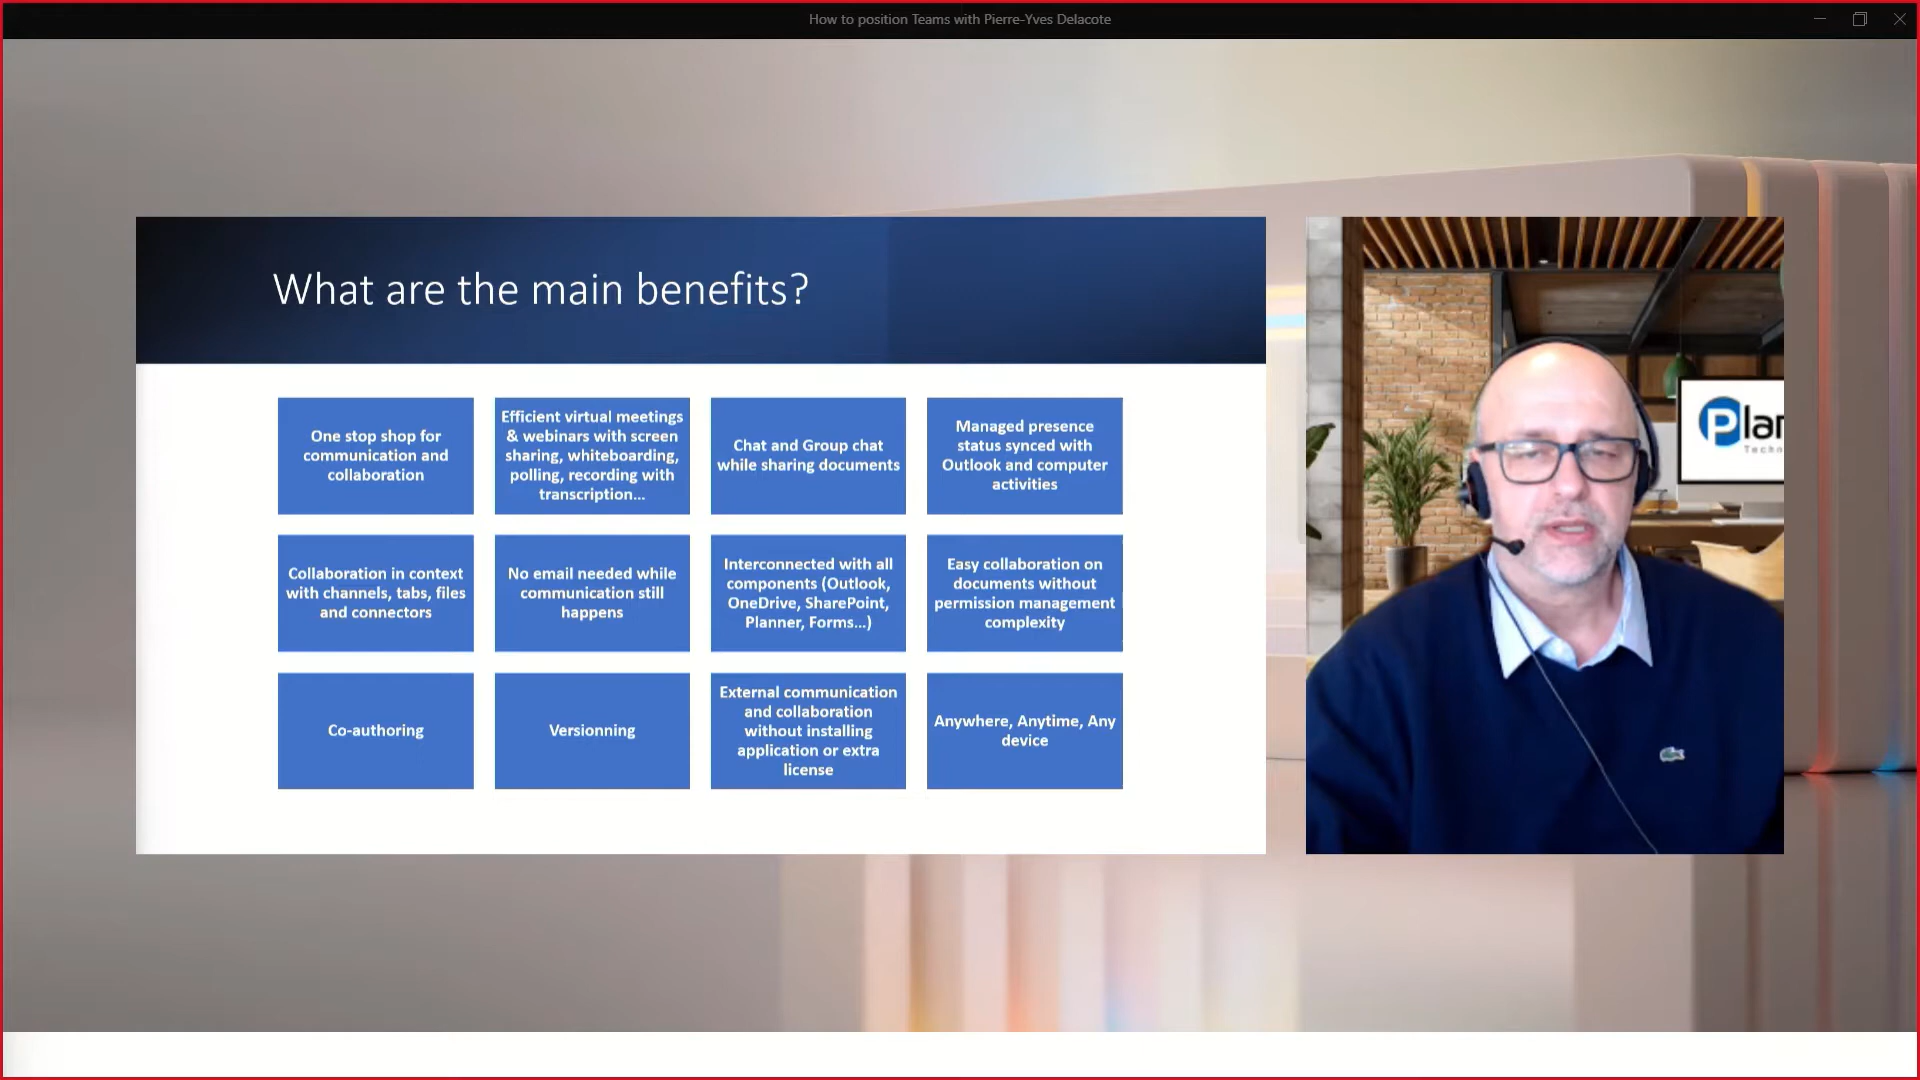 How to position Teams with Pierre-Yves Delacote
What are the main benefits?
One stop shop for
communication and
collaboration
Efficient virtual meetings
& webinars with screen
sharing, whiteboarding,
polling, recording with
transcription...
Chat and Group chat
while sharing documents
Managed presence
status synced with
Outlook and computer
activities
Collaboration in context
with channels, tabs, files
and connectors
No email needed while
communication still
happens
Interconnected with all
components (Outlook,
OneDrive, SharePoint,
Planner, Forms...)
Easy collaboration on
documents without
permission management
complexity
Co-authoring
Versionning
External communication
and collaboration
without installing
application or extra
license
Anywhere, Anytime, Any
device
Plan
Techn